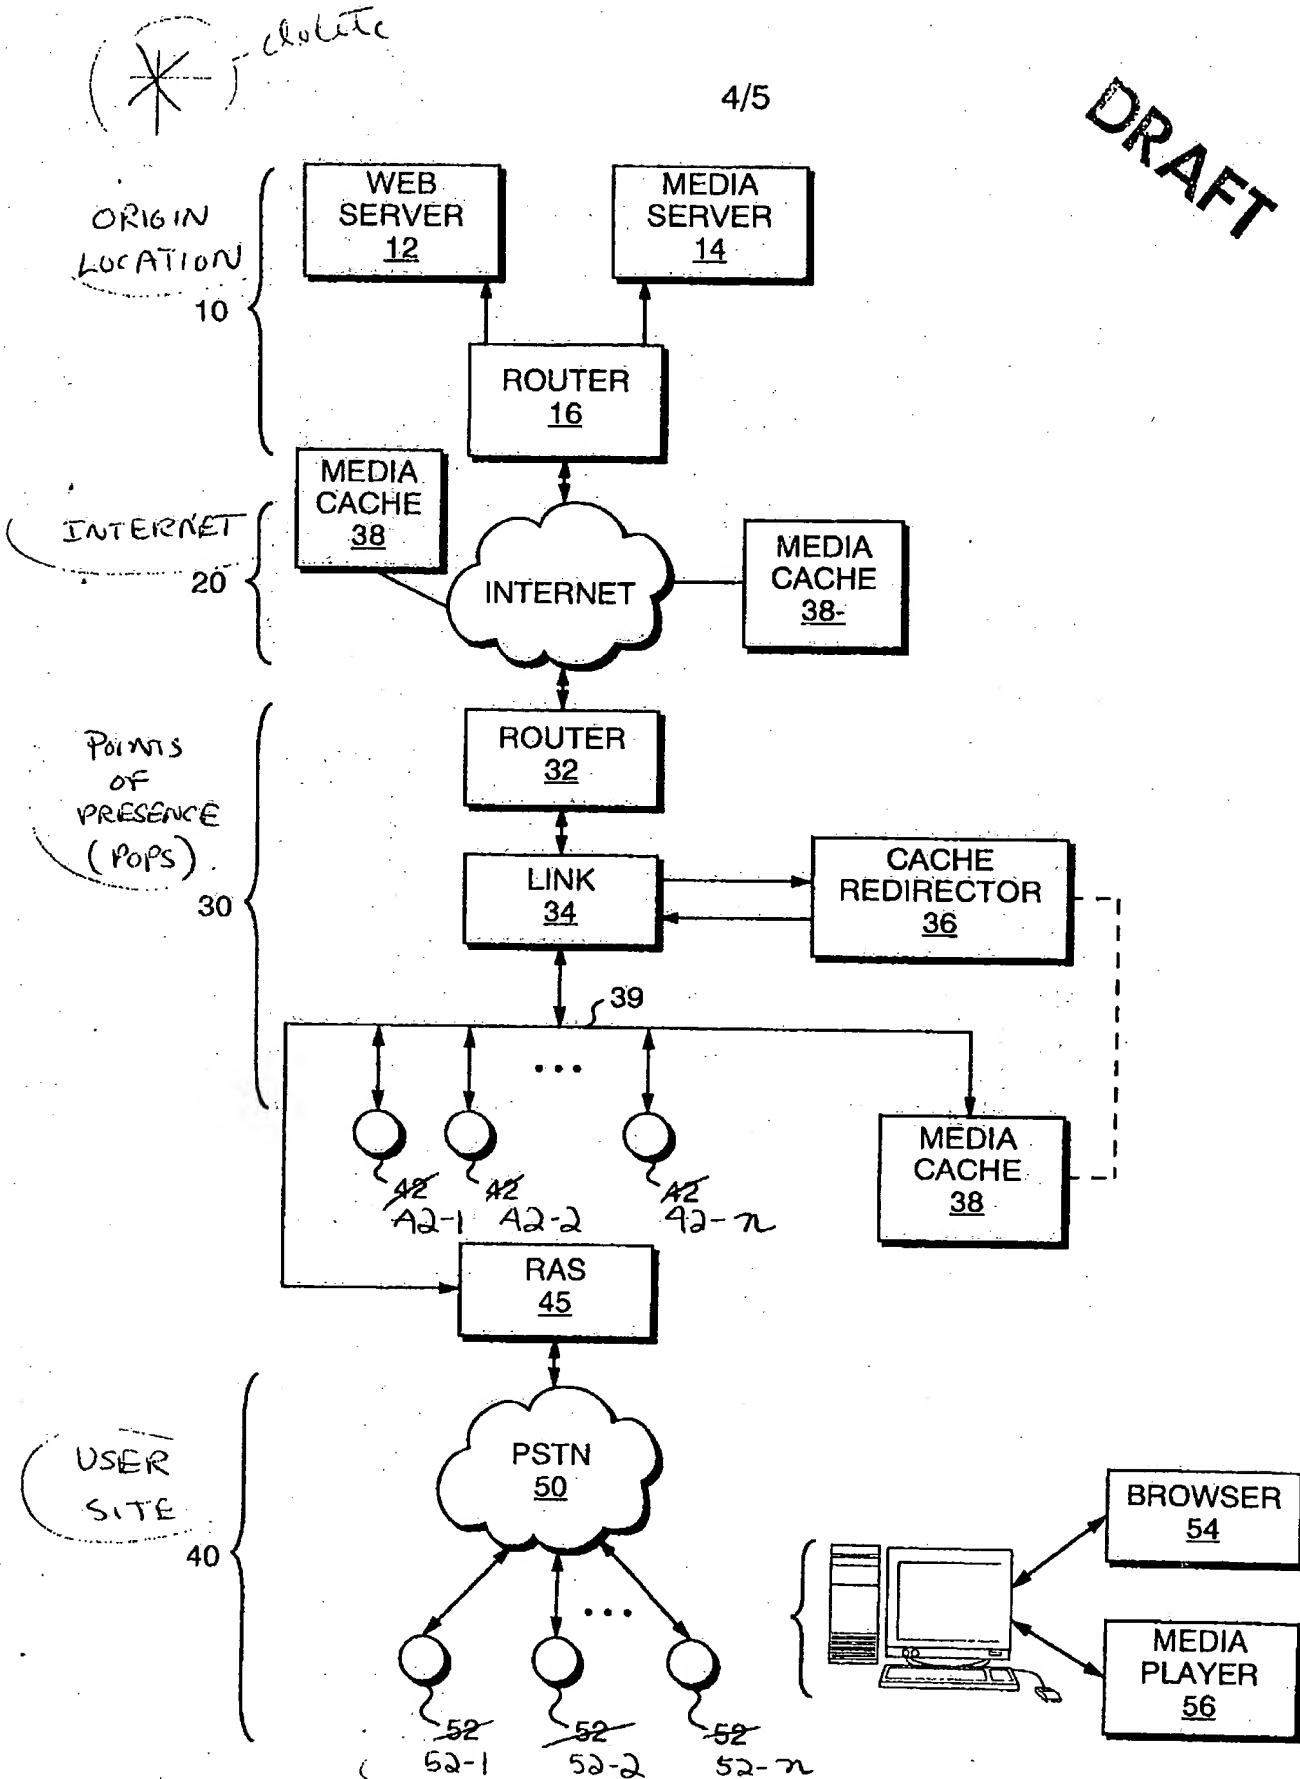 4/5
DRAFT
WEB
SERVER
12
MEDIA
SERVER
14
ORIGIN
LOCATION
10
ROUTER
16
MEDIA
CACHE
38
INTERNET
20
INTERNET
MEDIA
CACHE
38-
ROUTER
32
POINTS
OF
PRESENCE
(POPS)
30
LINK
34
CACHE
REDIRECTOR
36
39
...
42
42
42
42-1
42-2
42-n
MEDIA
CACHE
38
RAS
45
PSTN
50
USER
SITE
40
...
BROWSER
54
MEDIA
PLAYER
56
52
52
52
52-1
52-2
52-n